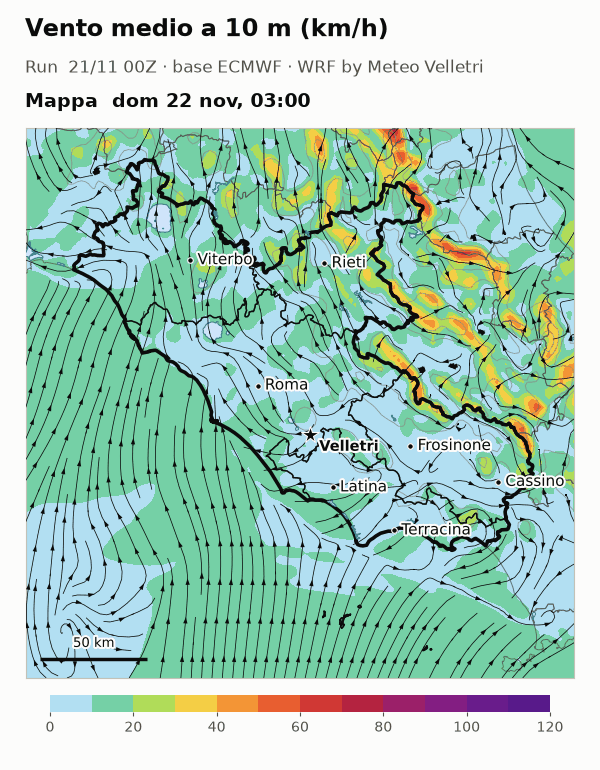 Vento medio a 10 m (km/h)
Run  21/11 00Z · base ECMWF · WRF by Meteo Velletri
Mappa  dom 22 nov, 03:00
Viterbo
Rieti
Roma
Velletri
Frosinone
Cassino
Latina
Terracina
50 km
0 20 40 60 80 100 120